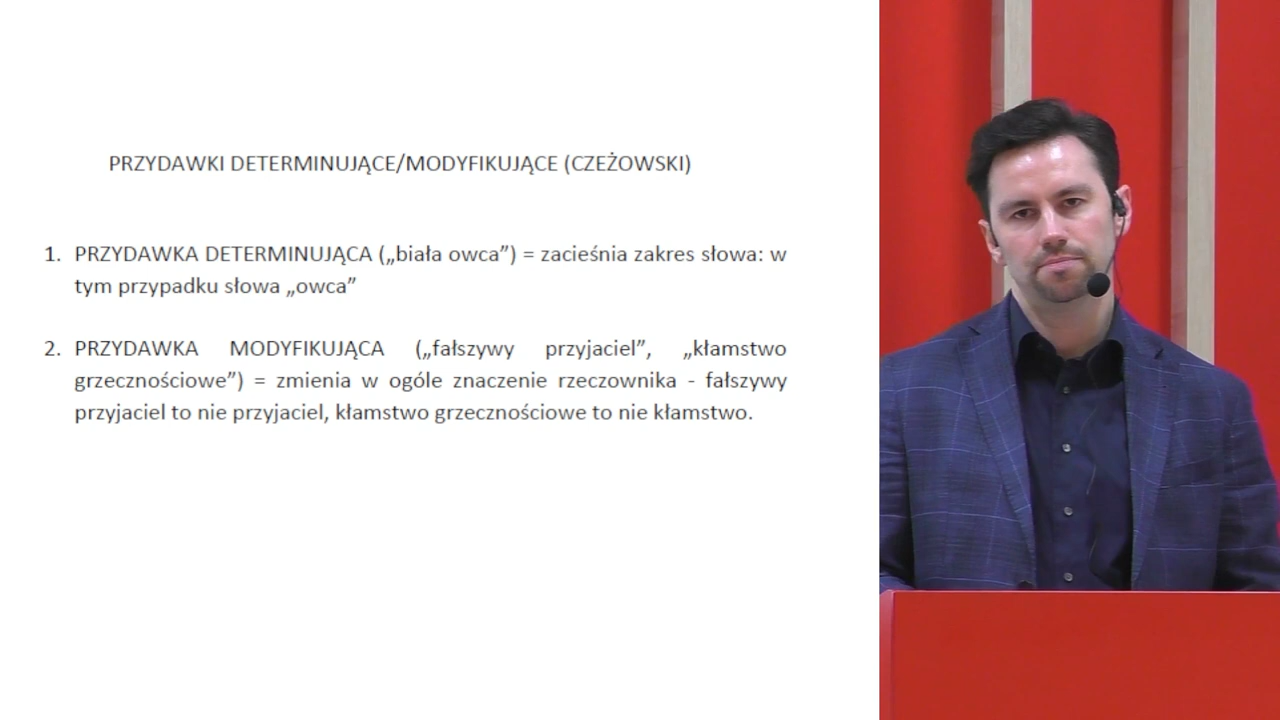 PRZYDAWKI DETERMINUJĄCE/MODYFIKUJĄCE (CZEŻOWSKI)
1. PRZYDAWKA DETERMINUJĄCA („biała owca”) = zacieśnia zakres słowa: w
tym przypadku słowa „owca”
2. PRZYDAWKA MODYFIKUJĄCA („fałszywy przyjaciel”, „kłamstwo
grzecznościowe”) = zmienia w ogóle znaczenie rzeczownika - fałszywy
przyjaciel to nie przyjaciel, kłamstwo grzecznościowe to nie kłamstwo.